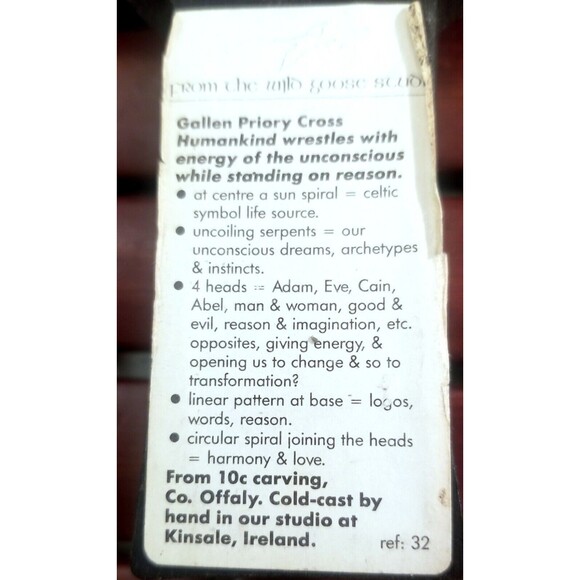 from the wild goose stud
Gallen Priory Cross
Humankind wrestles with
energy of the unconscious
while standing on reason.
• at centre a sun spiral = celtic
symbol life source.
• uncoiling serpents = our
unconscious dreams, archetypes
& instincts.
• 4 heads = Adam, Eve, Cain,
Abel, man & woman, good &
evil, reason & imagination, etc.
opposites, giving energy, &
opening us to change & so to
transformation?
• linear pattern at base = logos,
words, reason.
• circular spiral joining the heads
= harmony & love.
From 10c carving,
Co. Offaly. Cold-cast by
hand in our studio at
Kinsale, Ireland. ref: 32